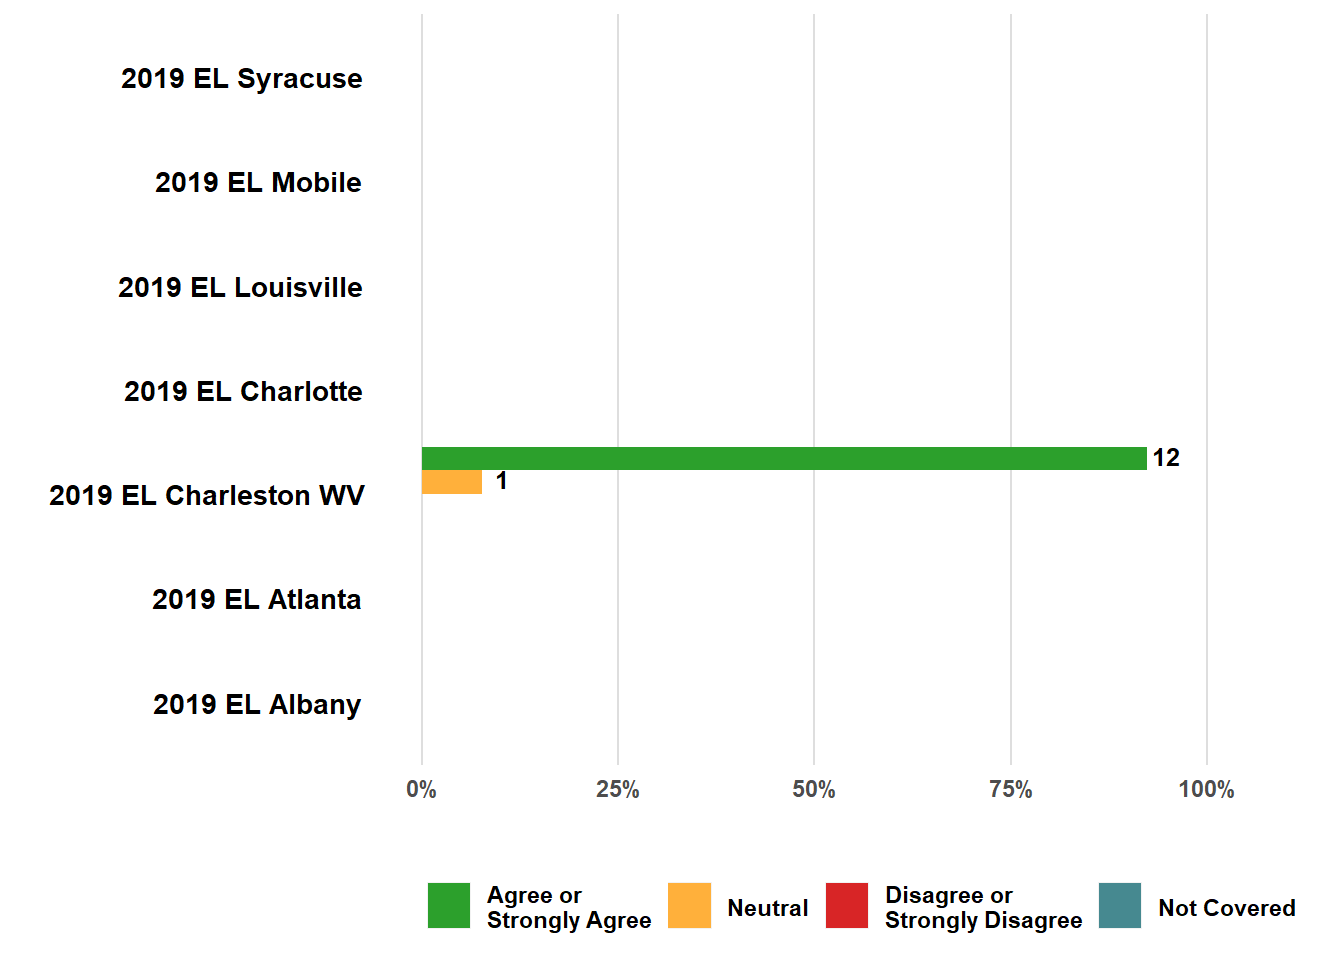 2019 EL Syracuse
2019 EL Mobile
2019 EL Louisville
2019 EL Charlotte
12
1
2019 EL Charleston WV
2019 EL Atlanta
2019 EL Albany
0% 25% 50% 75% 100%
Agree or
Strongly Agree
Neutral
Disagree or
Strongly Disagree
Not Covered